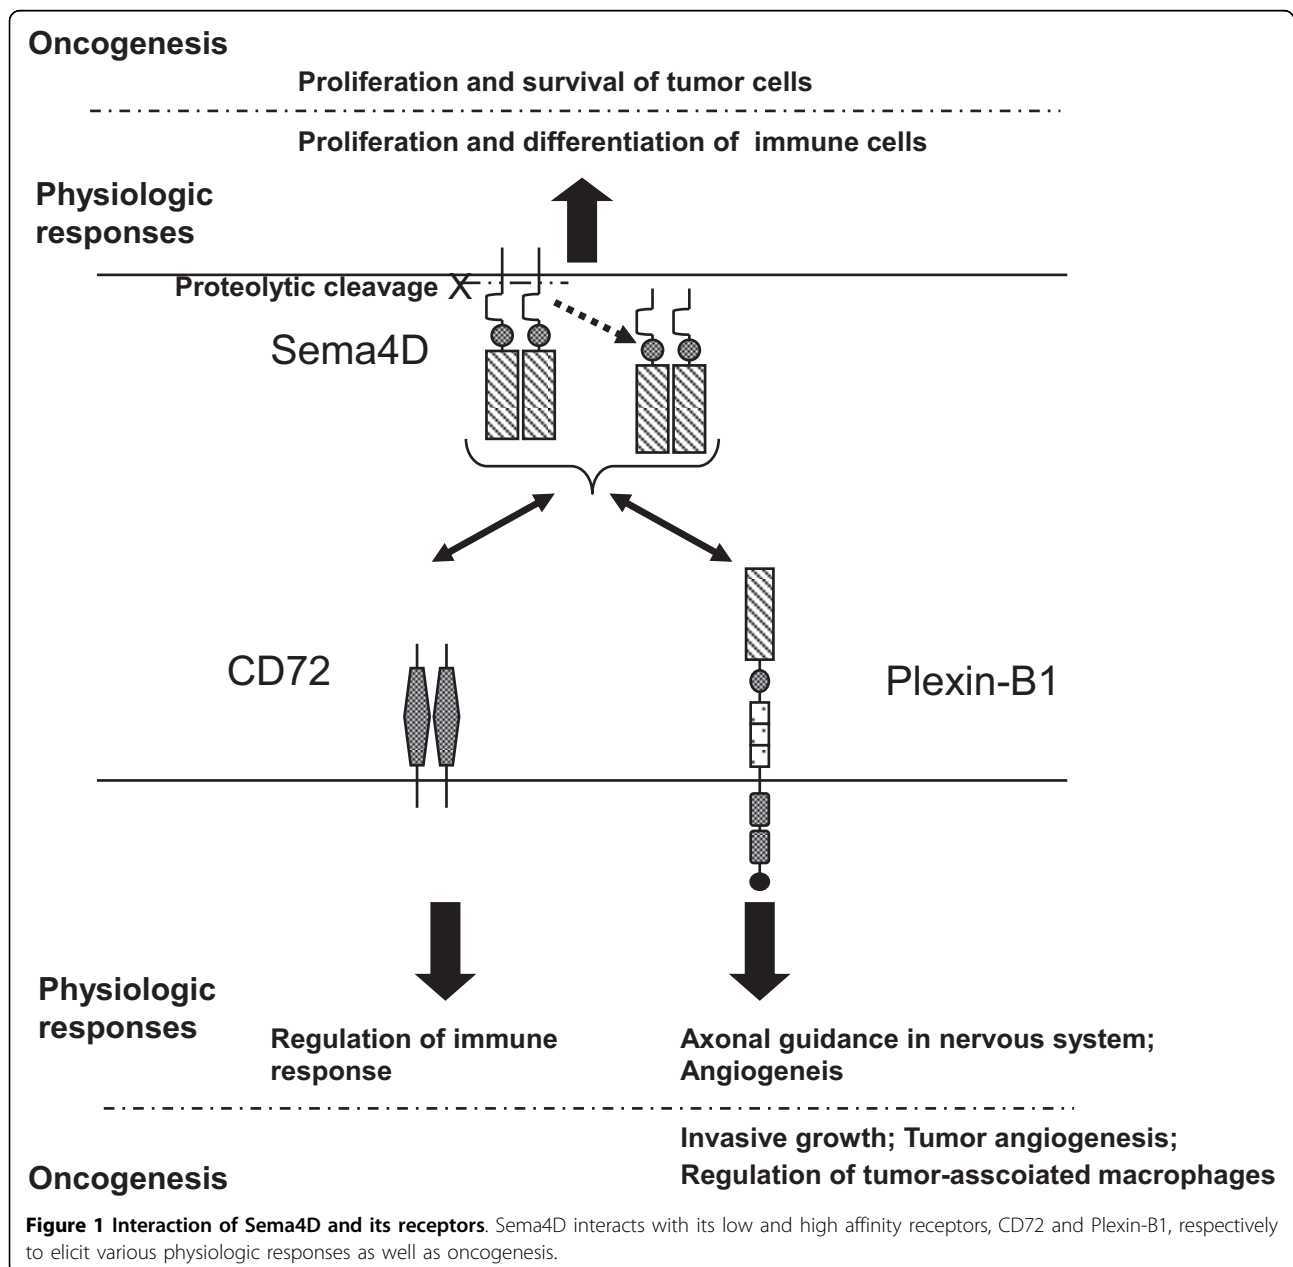 Oncogenesis
Proliferation and survival of tumor cells
Proliferation and differentiation of immune cells
Physiologic
responses
Proteolytic cleavage X
Sema4D
CD72
Plexin-B1
Physiologic
responses
Regulation of immune
response
Axonal guidance in nervous system;
Angiogeneis
Invasive growth; Tumor angiogenesis;
Regulation of tumor-asscoiated macrophages
Oncogenesis
Figure 1 Interaction of Sema4D and its receptors. Sema4D interacts with its low and high affinity receptors, CD72 and Plexin-B1, respectively
to elicit various physiologic responses as well as oncogenesis.